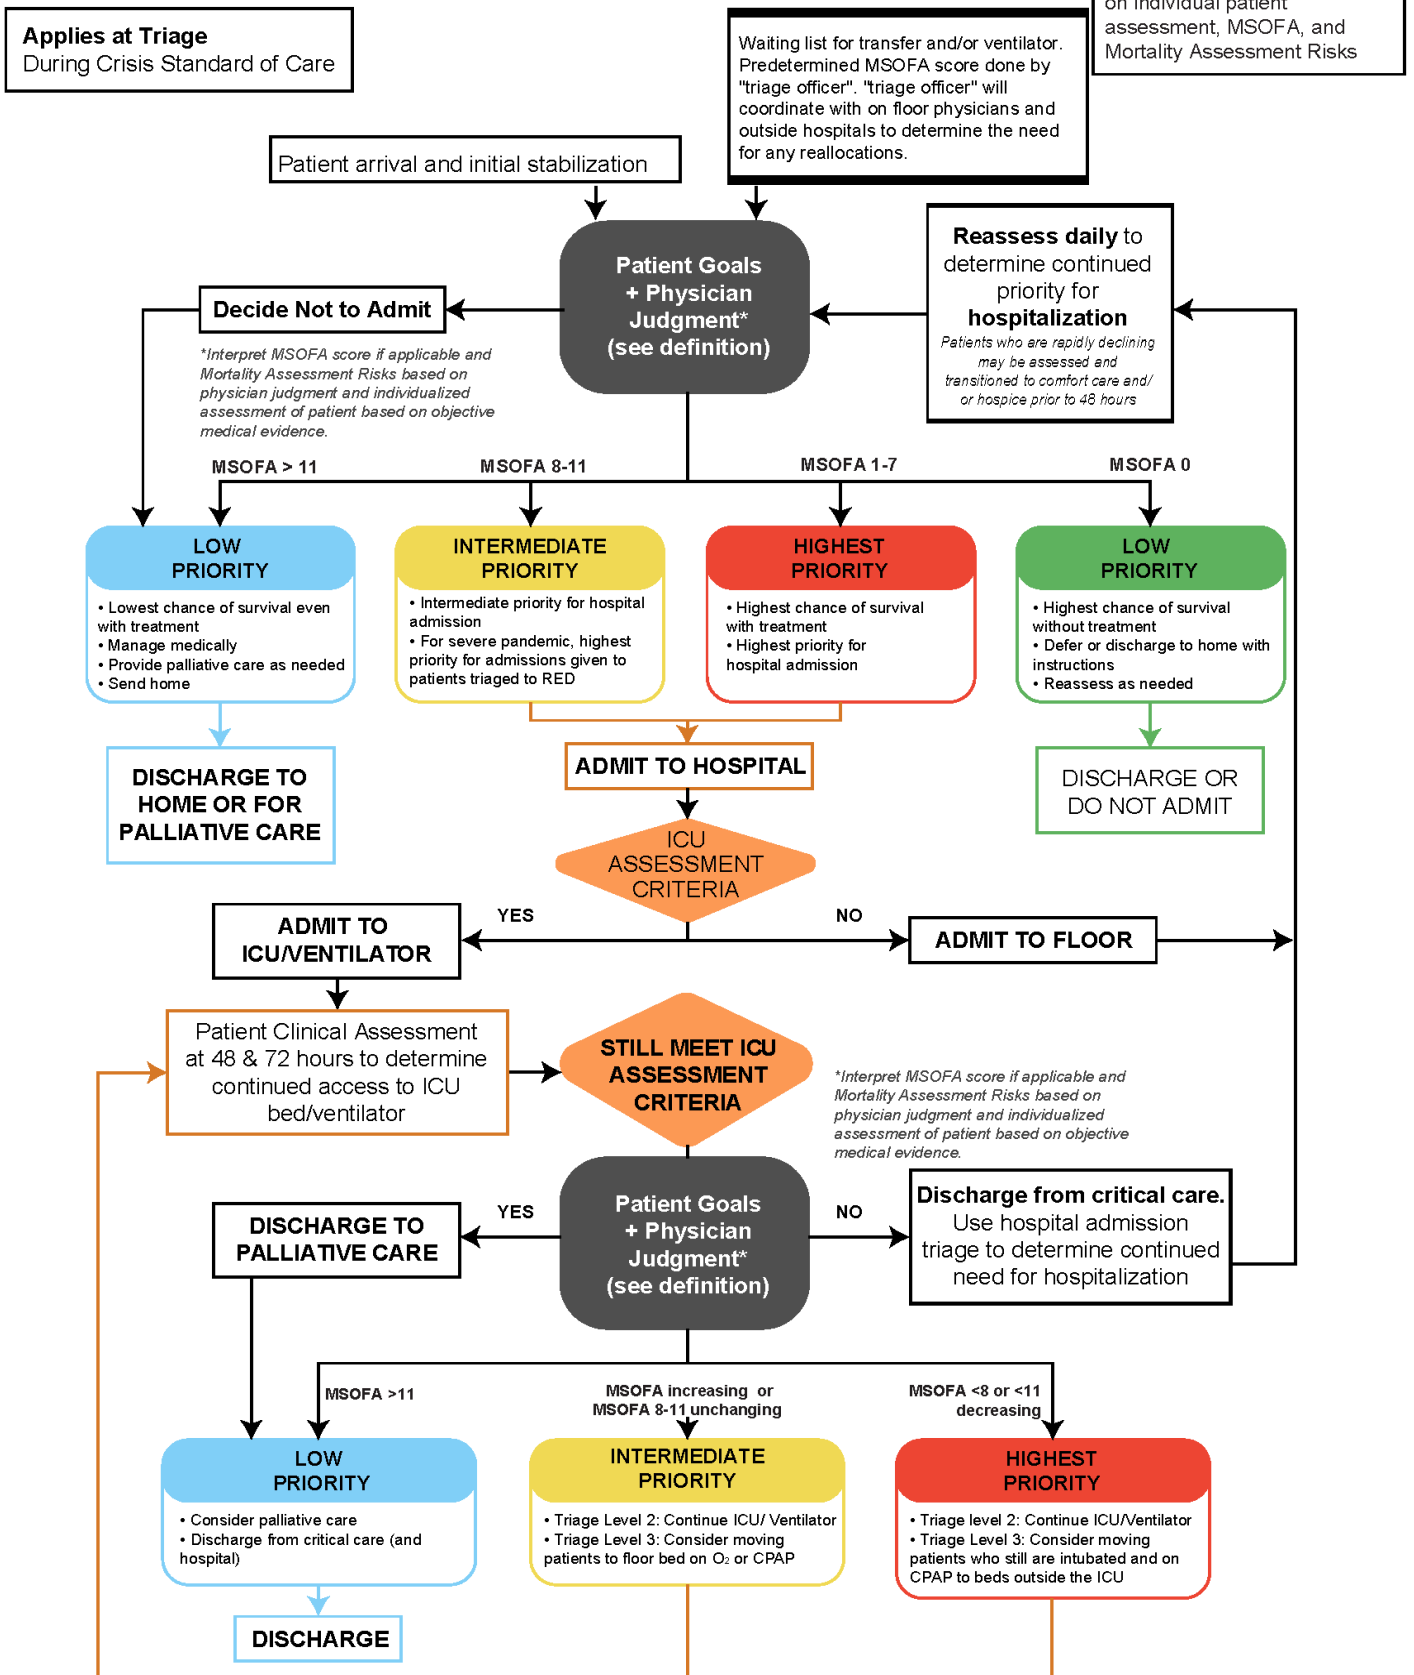 Applies at Triage
During Crisis Standard of Care
Waiting list for transfer and/or ventilator.
Predetermined MSOFA score done by
"triage officer". "triage officer" will
coordinate with on floor physicians and
outside hospitals to determine the need
for any reallocations.
on individual patient
assessment, MSOFA, and
Mortality Assessment Risks
Patient arrival and initial stabilization
Patient Goals
+ Physician
Judgment*
(see definition)
Reassess daily to
determine continued
priority for
hospitalization
Patients who are rapidly declining
may be assessed and
transitioned to comfort care and/
or hospice prior to 48 hours
Decide Not to Admit
*Interpret MSOFA score if applicable and
Mortality Assessment Risks based on
physician judgment and individualized
assessment of patient based on objective
medical evidence.
MSOFA > 11
MSOFA 8-11
MSOFA 1-7
MSOFA 0
LOW
PRIORITY
• Lowest chance of survival even
with treatment
• Manage medically
• Provide palliative care as needed
• Send home
INTERMEDIATE
PRIORITY
• Intermediate priority for hospital
admission
• For severe pandemic, highest
priority for admissions given to
patients triaged to RED
HIGHEST
PRIORITY
• Highest chance of survival
with treatment
• Highest priority for
hospital admission
LOW
PRIORITY
• Highest chance of survival
without treatment
• Defer or discharge to home with
instructions
• Reassess as needed
DISCHARGE TO
HOME OR FOR
PALLIATIVE CARE
ADMIT TO HOSPITAL
DISCHARGE OR
DO NOT ADMIT
ICU
ASSESSMENT
CRITERIA
YES
NO
ADMIT TO
ICU/VENTILATOR
ADMIT TO FLOOR
Patient Clinical Assessment
at 48 & 72 hours to determine
continued access to ICU
bed/ventilator
STILL MEET ICU
ASSESSMENT
CRITERIA
*Interpret MSOFA score if applicable and
Mortality Assessment Risks based on
physician judgment and individualized
assessment of patient based on objective
medical evidence.
Patient Goals
+ Physician
Judgment*
(see definition)
YES
NO
DISCHARGE TO
PALLIATIVE CARE
Discharge from critical care.
Use hospital admission
triage to determine continued
need for hospitalization
MSOFA >11
MSOFA increasing or
MSOFA 8-11 unchanging
MSOFA <8 or <11
decreasing
LOW
PRIORITY
• Consider palliative care
• Discharge from critical care (and
hospital)
INTERMEDIATE
PRIORITY
• Triage Level 2: Continue ICU/ Ventilator
• Triage Level 3: Consider moving
patients to floor bed on O₂ or CPAP
HIGHEST
PRIORITY
• Triage level 2: Continue ICU/Ventilator
• Triage Level 3: Consider moving
patients who still are intubated and on
CPAP to beds outside the ICU
DISCHARGE